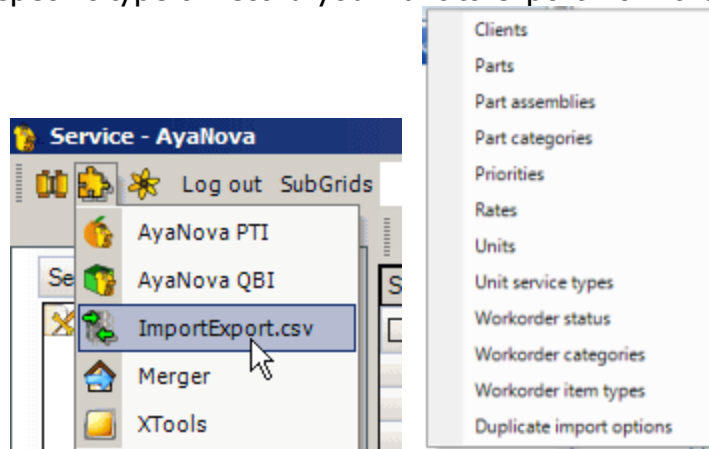 Clients
Parts
Part assemblies
Part categories
Priorities
Rates
Units
Unit service types
Workorder status
Workorder categories
Workorder item types
Duplicate import options
Service - AyaNova
Log out SubGrids
AyaNova PTI
Se AyaNova QBI S
ImportExport.csv
Merger
XTools